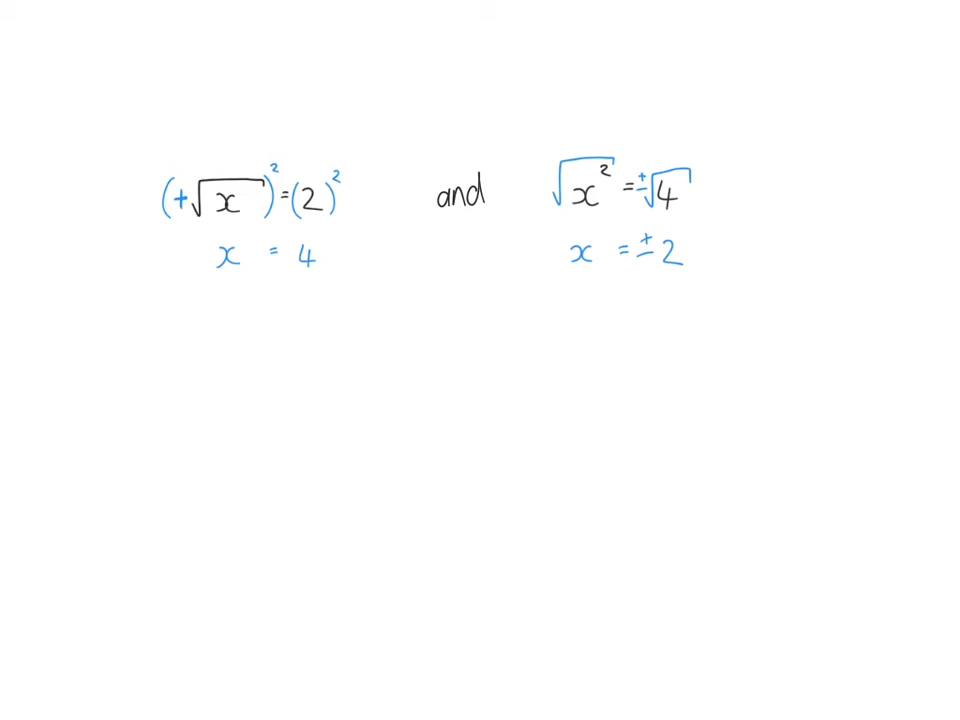 (+√x)² = (2)² and √x² = ±√4
x = 4 x = ±2